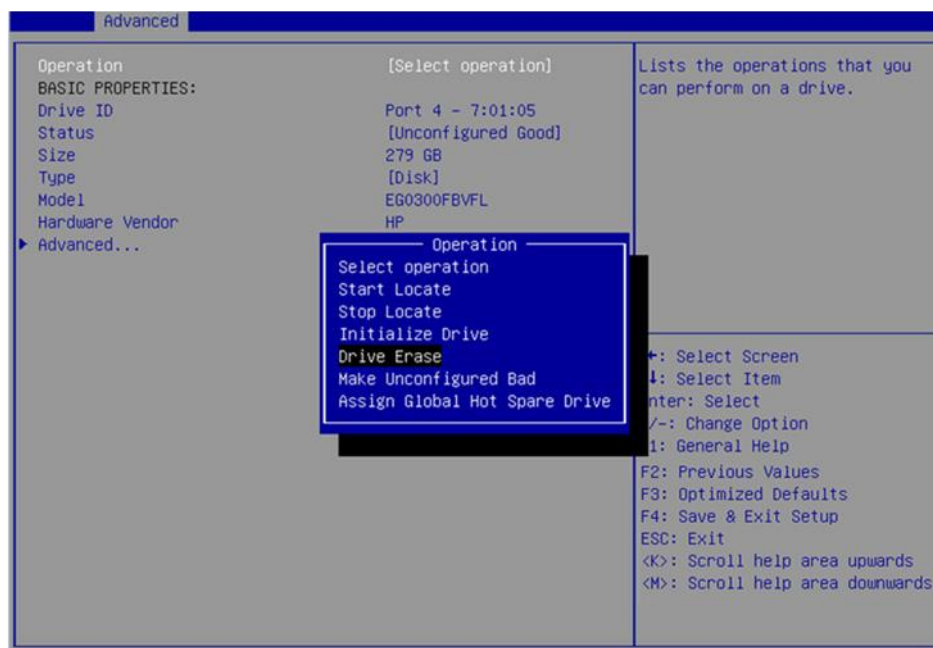 Advanced
Operation [Select operation]
BASIC PROPERTIES:
Drive ID Port 4 - 7:01:05
Status [Unconfigured Good]
Size 279 GB
Type [Disk]
Model EG0300FBVFL
Hardware Vendor HP
Advanced...
Operation
Select operation
Start Locate
Stop Locate
Initialize Drive
Drive Erase
Make Unconfigured Bad
Assign Global Hot Spare Drive
Lists the operations that you
can perform on a drive.
: Select Screen
: Select Item
nter: Select
/-: Change Option
1: General Help
F2: Previous Values
F3: Optimized Defaults
F4: Save & Exit Setup
ESC: Exit
<K>: Scroll help area upwards
<M>: Scroll help area downwards